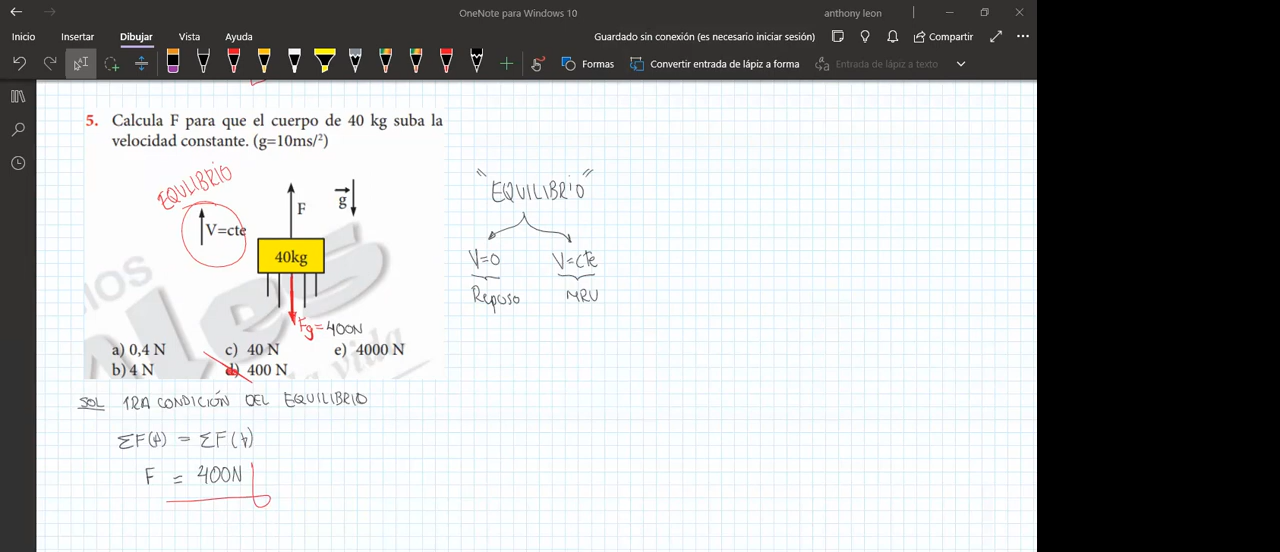 OneNote para Windows 10
anthony leon
Inicio
Insertar
Dibujar
Vista
Ayuda
Guardado sin conexión (es necesario iniciar sesión)
Compartir
Formas
Convertir entrada de lápiz a forma
Entrada de lápiz a texto
5. Calcula F para que el cuerpo de 40 kg suba la
velocidad constante. (g=10ms/²)
EQULIBRIO
V=cte
F
g
40kg
Fg=400N
a) 0,4 N
c) 40 N
e) 4000 N
b) 4 N
d) 400 N
"EQUILIBRIO"
V=0
V=cte
Reposo
MRU
SOL 1RA CONDICIÓN DEL EQUILIBRIO
ΣF(↑) = ΣF(↓)
F = 400N